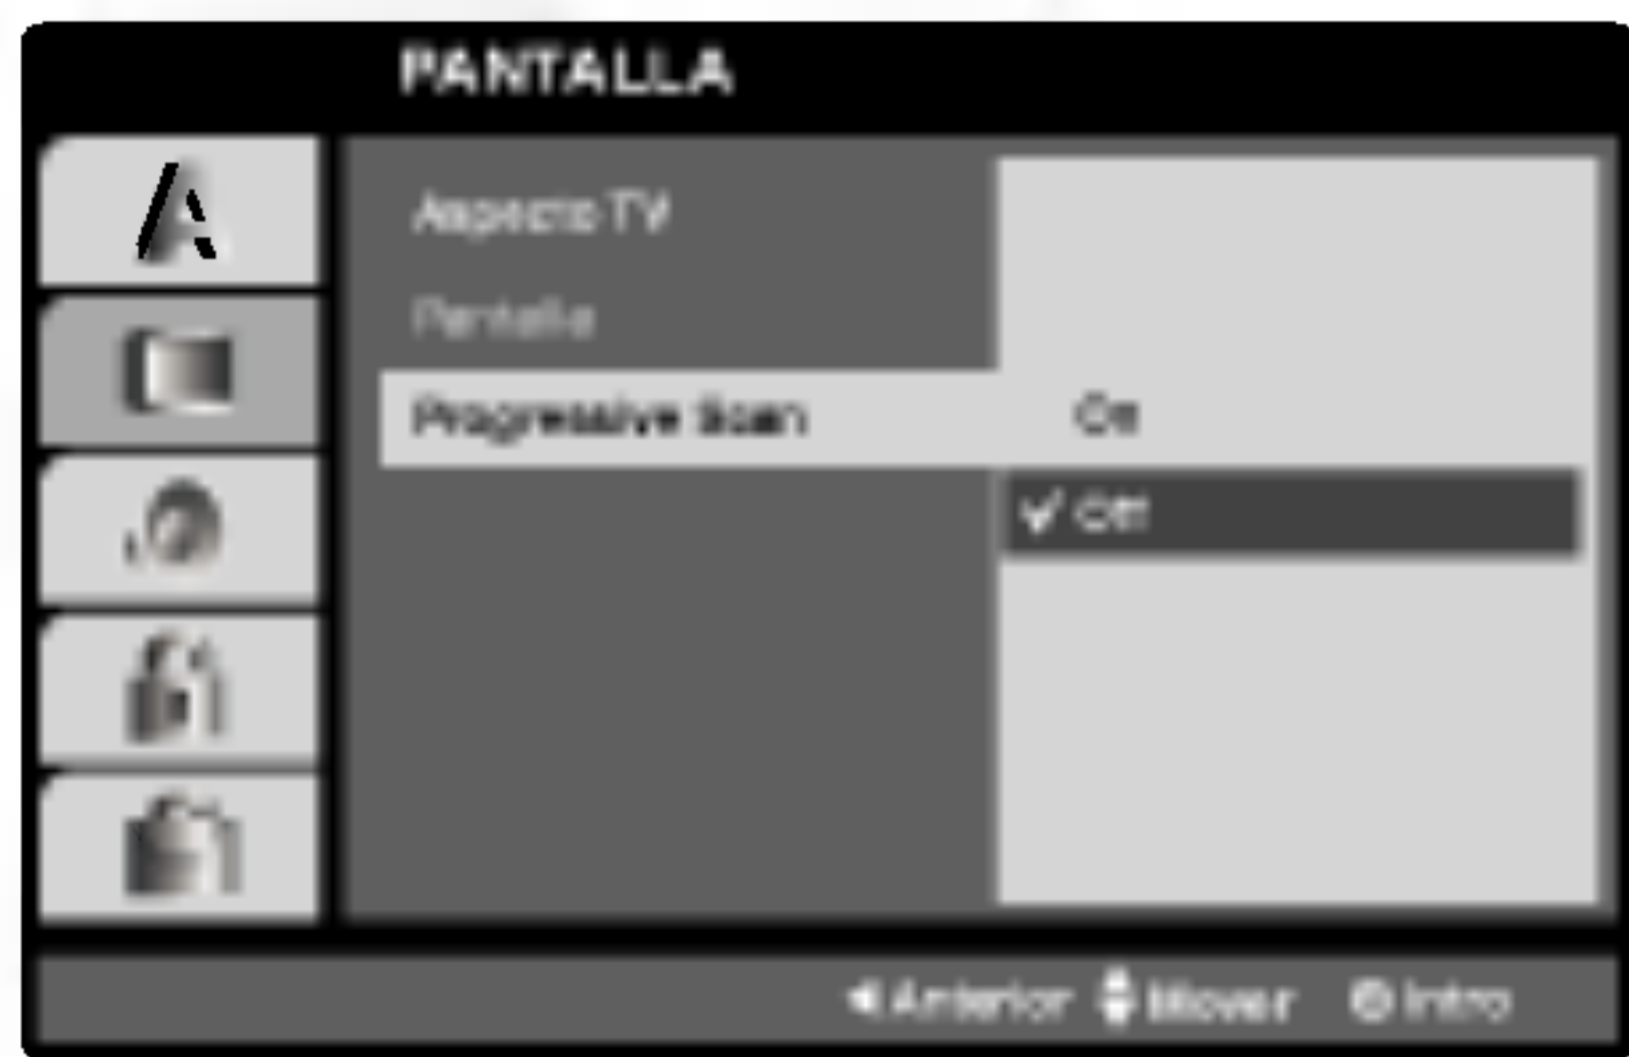 PANTALLA
Aspecto TV
Pantalla
Progressive Scan On
✓ Off
Anterior Mover Intro